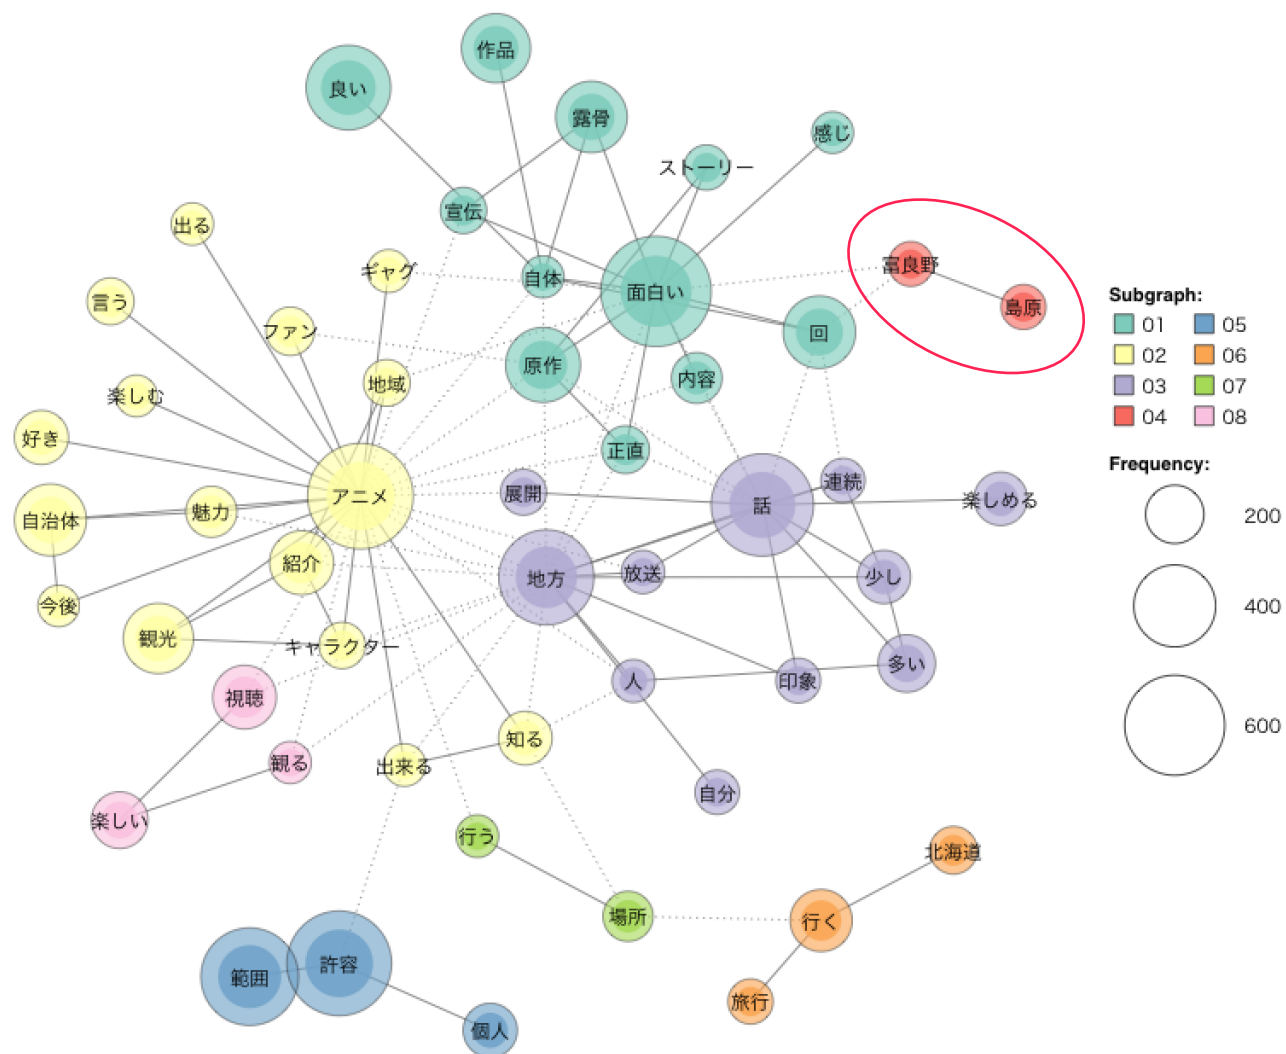 作品
良い
露骨
感じ
ストーリー
宣伝
出る
富良野
ギャグ
自体
面白い
島原
言う
ファン
回
原作
内容
地域
楽しむ
好き
正直
連続
展開
アニメ
楽しめる
話
魅力
自治体
紹介
放送
地方
少し
今後
観光
キャラクター
多い
人
印象
視聴
知る
観る
出来る
自分
楽しい
行う
北海道
場所
行く
許容
範囲
旅行
個人
Subgraph:
01 05
02 06
03 07
04 08
Frequency:
200
400
600